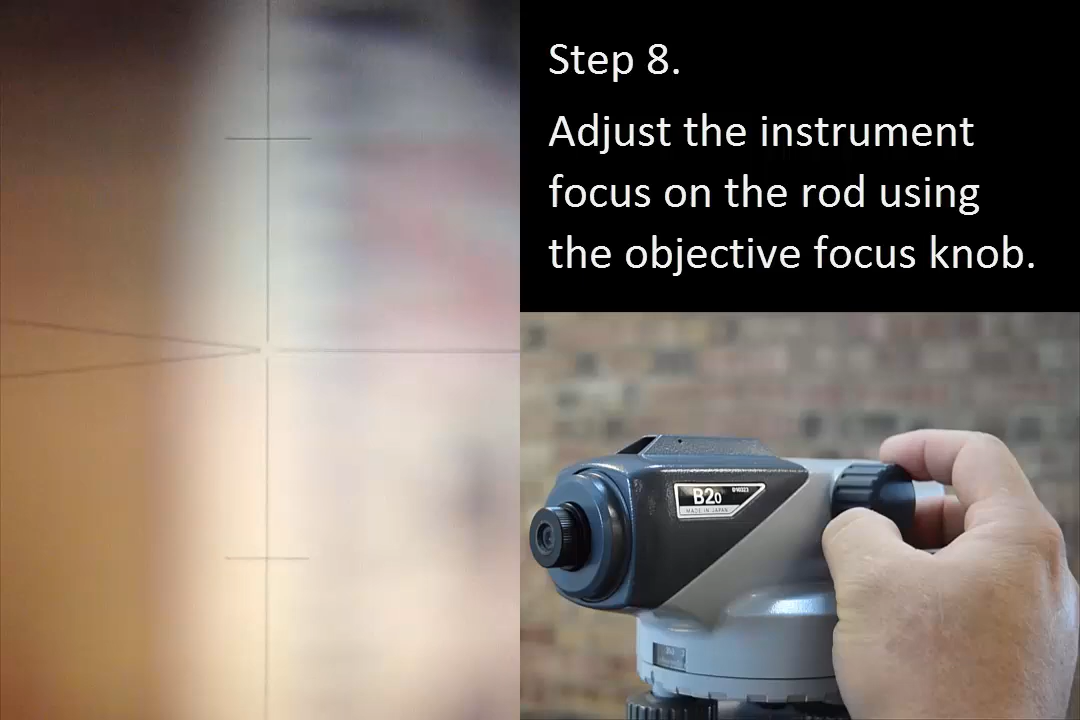 Step 8.
Adjust the instrument
focus on the rod using
the objective focus knob.
B20
MADE IN JAPAN